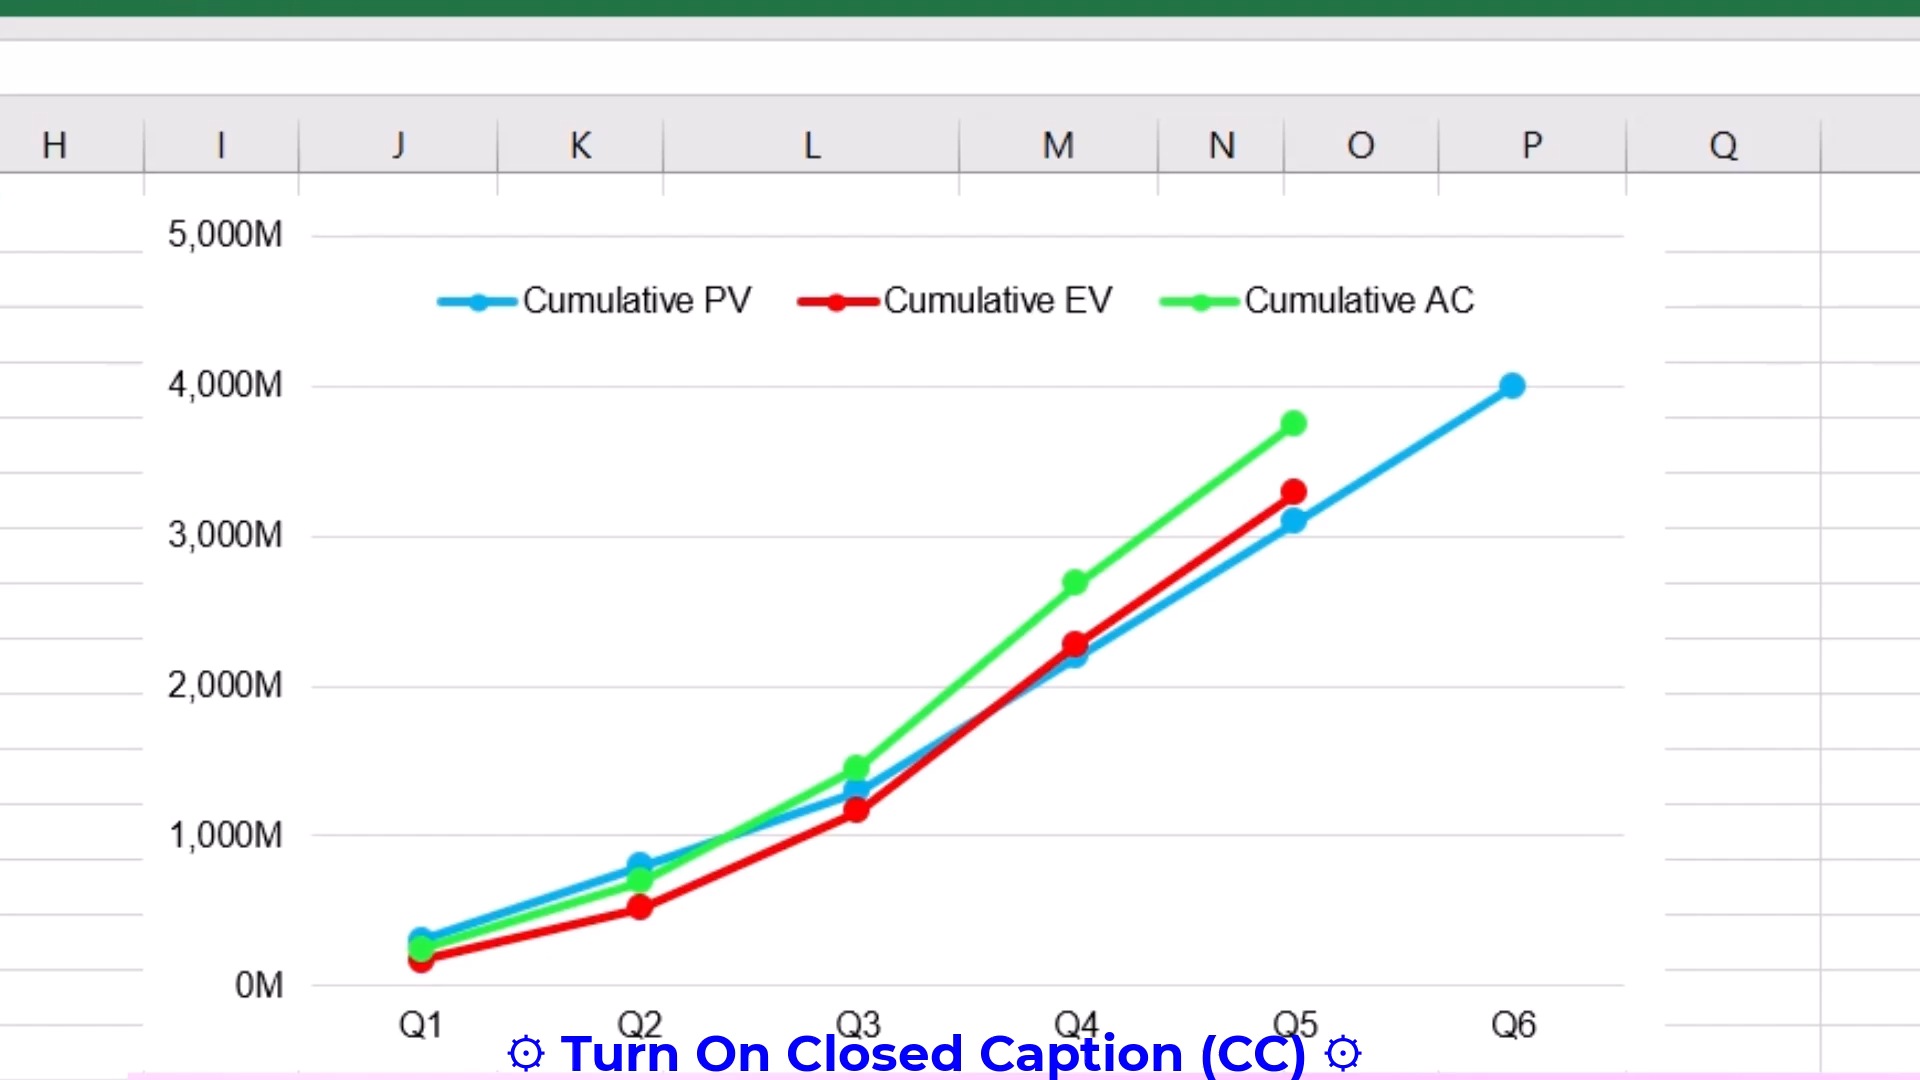 H I J K L M N O P Q
5,000M
Cumulative PV Cumulative EV Cumulative AC
4,000M
3,000M
2,000M
1,000M
0M
Q1 Q2 Q3 Q4 Q5 Q6
Turn On Closed Caption (CC)